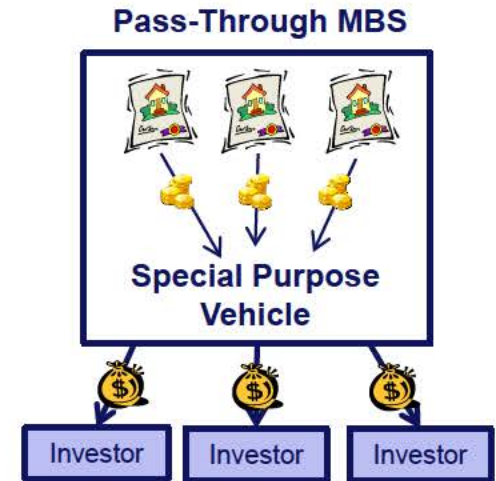 Pass-Through MBS
Special Purpose
Vehicle
$ $ $
Investor Investor Investor